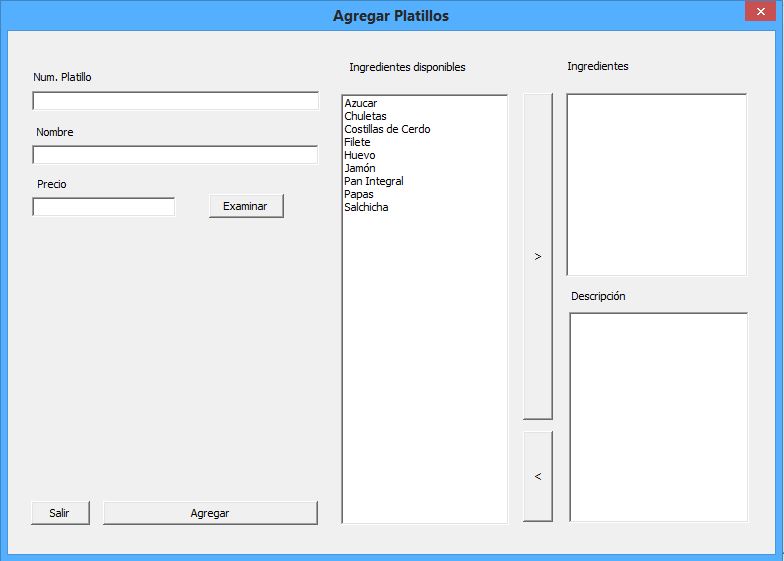 Agregar Platillos
Num. Platillo
Nombre
Precio
Examinar
Salir
Agregar
Ingredientes disponibles
Azucar
Chuletas
Costillas de Cerdo
Filete
Huevo
Jamón
Pan Integral
Papas
Salchicha
>
<
Ingredientes
Descripción